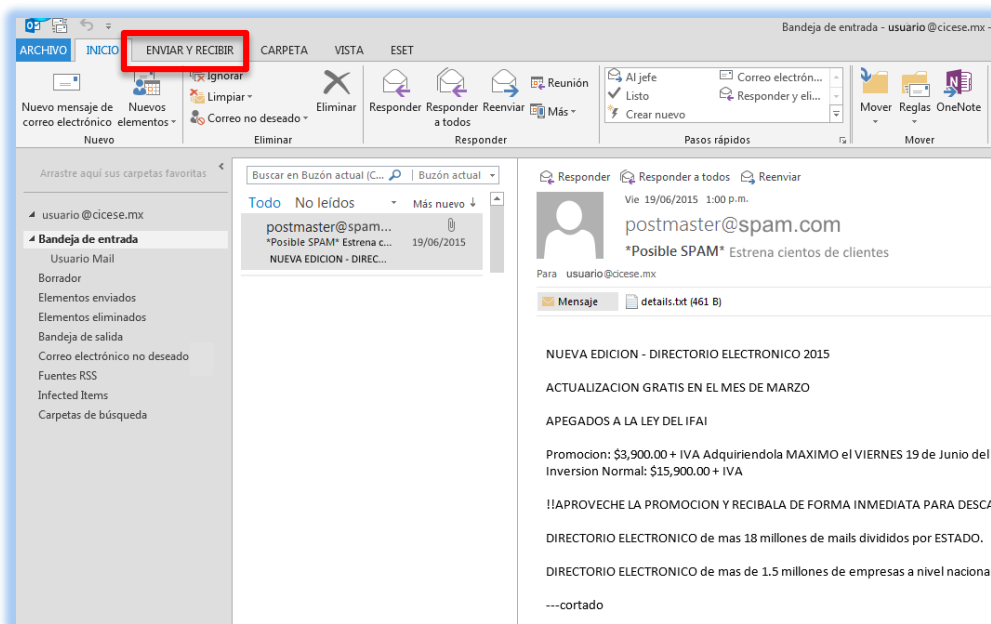 Bandeja de entrada - usuario @cicese.mx -
ARCHIVO INICIO ENVIAR Y RECIBIR CARPETA VISTA ESET
Nuevo mensaje de correo electrónico
Nuevos elementos
Nuevo
Ignorar
Limpiar
Correo no deseado
Eliminar
Eliminar
Responder
Responder a todos
Reenviar
Reunión
Más
Responder
Al jefe
Listo
Crear nuevo
Correo electrón...
Responder y eli...
Pasos rápidos
Mover
Reglas
OneNote
Mover
Arrastre aquí sus carpetas favoritas
usuario @cicese.mx
Bandeja de entrada
Usuario Mail
Borrador
Elementos enviados
Elementos eliminados
Bandeja de salida
Correo electrónico no deseado
Fuentes RSS
Infected Items
Carpetas de búsqueda
Buscar en Buzón actual (C... Buzón actual
Todo No leídos Más nuevo
postmaster@spam...
*Posible SPAM* Estrena c... 19/06/2015
NUEVA EDICION - DIREC...
Responder Responder a todos Reenviar
Vie 19/06/2015 1:00 p.m.
postmaster@spam.com
*Posible SPAM* Estrena cientos de clientes
Para usuario@cicese.mx
Mensaje details.txt (461 B)
NUEVA EDICION - DIRECTORIO ELECTRONICO 2015
ACTUALIZACION GRATIS EN EL MES DE MARZO
APEGADOS A LA LEY DEL IFAI
Promocion: $3,900.00 + IVA Adquiriendola MAXIMO el VIERNES 19 de Junio del
Inversion Normal: $15,900.00 + IVA
!!APROVECHE LA PROMOCION Y RECIBALA DE FORMA INMEDIATA PARA DESCA
DIRECTORIO ELECTRONICO de mas 18 millones de mails divididos por ESTADO.
DIRECTORIO ELECTRONICO de mas de 1.5 millones de empresas a nivel naciona
---cortado